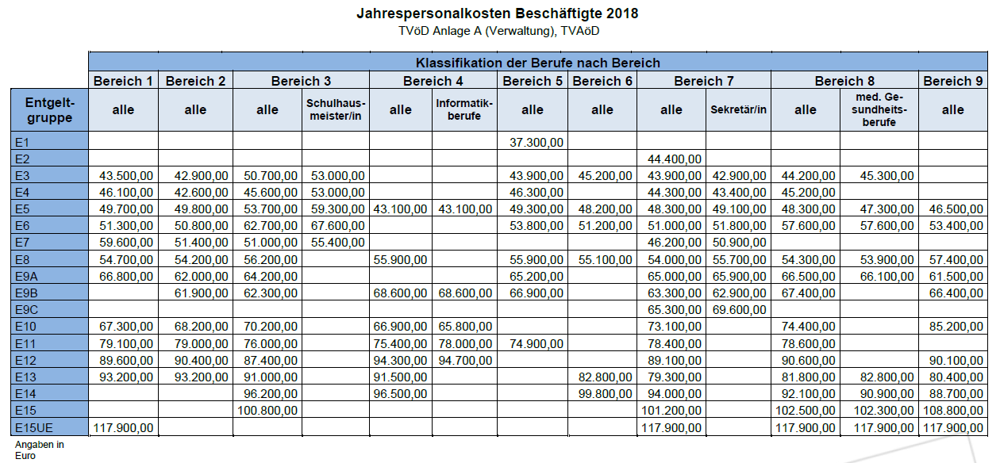 Jahrespersonalkosten Beschäftigte 2018
TVöD Anlage A (Verwaltung), TVAöD
Klassifikation der Berufe nach Bereich
Bereich 1 Bereich 2 Bereich 3 Bereich 4 Bereich 5 Bereich 6 Bereich 7 Bereich 8 Bereich 9
Entgelt-
gruppe
alle alle alle Schulhaus-
meister/in
alle Informatik-
berufe
alle alle alle Sekretär/in alle med. Ge-
sundheits-
berufe
alle
E1 37.300,00
E2 44.400,00
E3 43.500,00 42.900,00 50.700,00 53.000,00 43.900,00 45.200,00 43.900,00 42.900,00 44.200,00 45.300,00
E4 46.100,00 42.600,00 45.600,00 53.000,00 46.300,00 44.300,00 43.400,00 45.200,00
E5 49.700,00 49.800,00 53.700,00 59.300,00 43.100,00 43.100,00 49.300,00 48.200,00 48.300,00 49.100,00 48.300,00 47.300,00 46.500,00
E6 51.300,00 50.800,00 62.700,00 67.600,00 53.800,00 51.200,00 51.000,00 51.800,00 57.600,00 57.600,00 53.400,00
E7 59.600,00 51.400,00 51.000,00 55.400,00 46.200,00 50.900,00
E8 54.700,00 54.200,00 56.200,00 55.900,00 55.900,00 55.100,00 54.000,00 55.700,00 54.300,00 53.900,00 57.400,00
E9A 66.800,00 62.000,00 64.200,00 65.200,00 65.000,00 65.900,00 66.500,00 66.100,00 61.500,00
E9B 61.900,00 62.300,00 68.600,00 68.600,00 66.900,00 63.300,00 62.900,00 67.400,00 66.400,00
E9C 65.300,00 69.600,00
E10 67.300,00 68.200,00 70.200,00 66.900,00 65.800,00 73.100,00 74.400,00 85.200,00
E11 79.100,00 79.000,00 76.000,00 75.400,00 78.000,00 74.900,00 78.400,00 78.600,00
E12 89.600,00 90.400,00 87.400,00 94.300,00 94.700,00 89.100,00 90.600,00 90.100,00
E13 93.200,00 93.200,00 91.000,00 91.500,00 82.800,00 79.300,00 81.800,00 82.800,00 80.400,00
E14 96.200,00 96.500,00 99.800,00 94.000,00 92.100,00 90.900,00 88.700,00
E15 100.800,00 101.200,00 102.500,00 102.300,00 108.800,00
E15UE 117.900,00 117.900,00 117.900,00 117.900,00 117.900,00
Angaben in
Euro